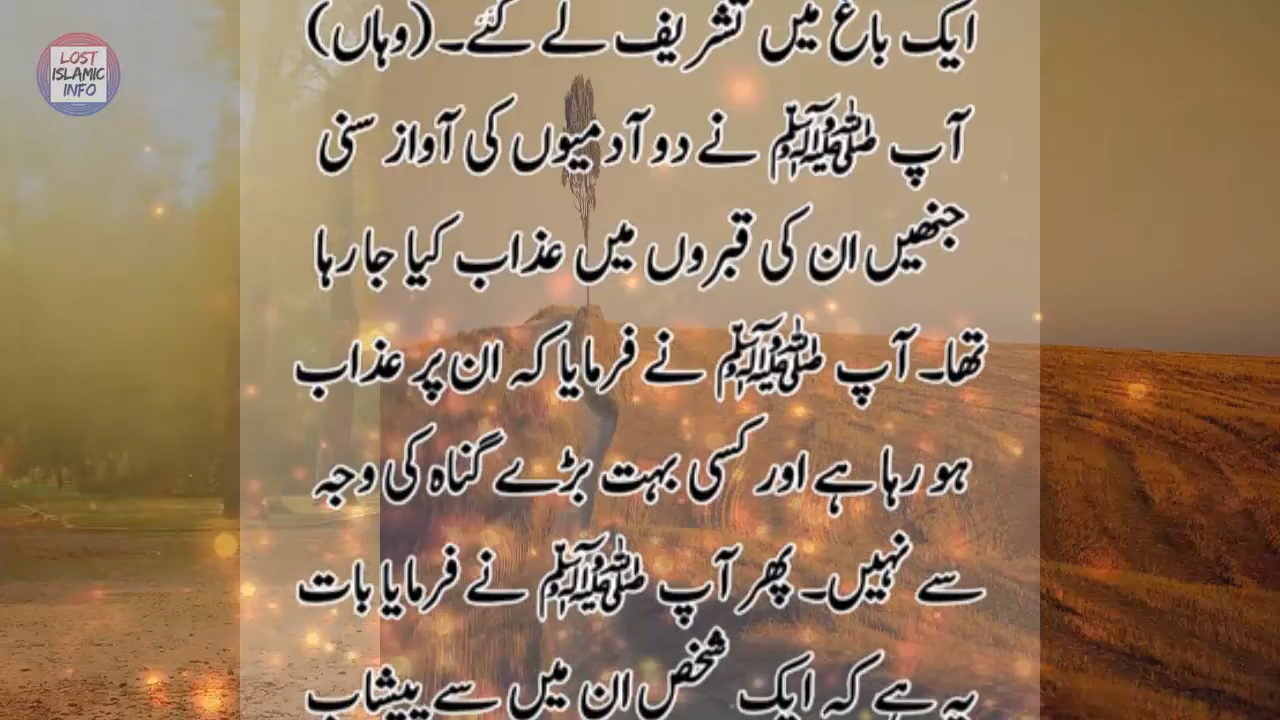 LOST
ISLAMIC
INFO
ایک باغ میں تشریف لے گئے۔ (وہاں)
آپ ﷺ نے دو آدمیوں کی آواز سنی
جنھیں ان کی قبروں میں عذاب کیا جا رہا
تھا۔ آپ ﷺ نے فرمایا کہ ان پر عذاب
ہو رہا ہے اور کسی بہت بڑے گناہ کی وجہ
سے نہیں۔ پھر آپ ﷺ نے فرمایا بات
یہ ہے کہ ایک شخص ان میں سے پیشاب